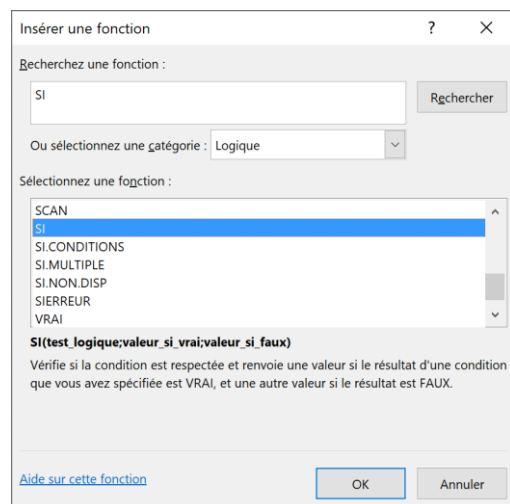 Insérer une fonction ? ×
Recherchez une fonction :
SI
Rechercher
Ou sélectionnez une catégorie : Logique
Sélectionnez une fonction :
SCAN
SI
SI.CONDITIONS
SI.MULTIPLE
SI.NON.DISP
SIERREUR
VRAI
SI(test_logique;valeur_si_vrai;valeur_si_faux)
Vérifie si la condition est respectée et renvoie une valeur si le résultat d'une condition
que vous avez spécifiée est VRAI, et une autre valeur si le résultat est FAUX.
Aide sur cette fonction
OK
Annuler